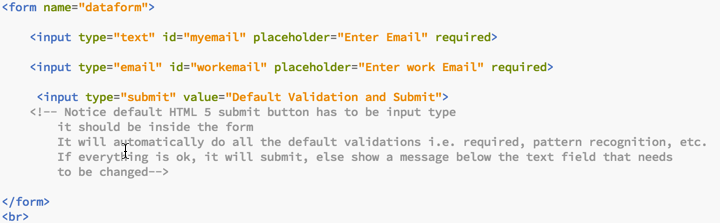 <form name="dataform">
<input type="text" id="myemail" placeholder="Enter Email" required>
<input type="email" id="workemail" placeholder="Enter work Email" required>
<input type="submit" value="Default Validation and Submit">
<!-- Notice default HTML 5 submit button has to be input type
it should be inside the form
It will automatically do all the default validations i.e. required, pattern recognition, etc.
If everything is ok, it will submit, else show a message below the text field that needs
to be changed-->
</form>
<br>